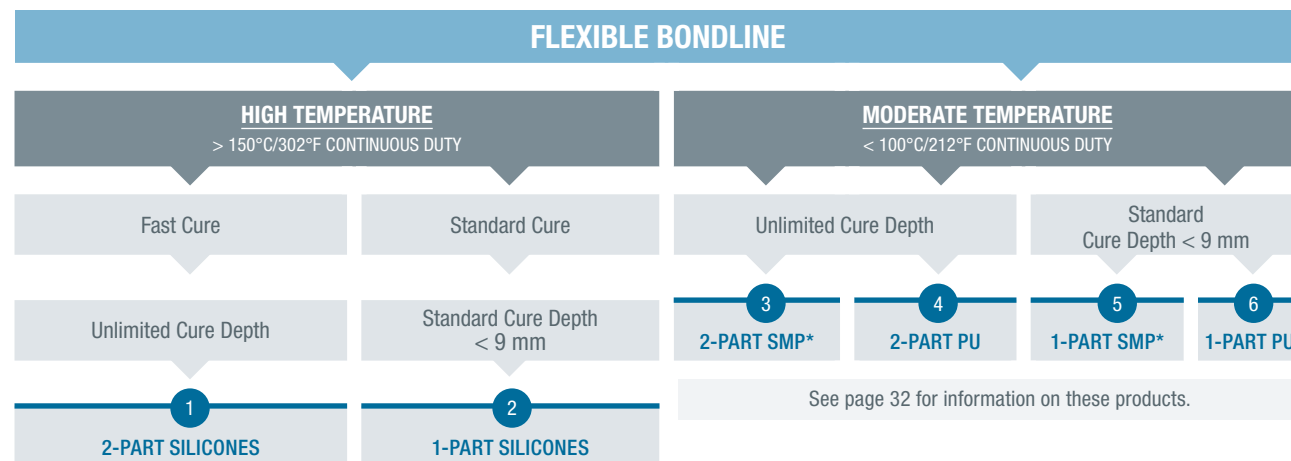 FLEXIBLE BONDLINE
HIGH TEMPERATURE
> 150°C/302°F CONTINUOUS DUTY
MODERATE TEMPERATURE
< 100°C/212°F CONTINUOUS DUTY
Fast Cure
Standard Cure
Unlimited Cure Depth
Standard
Cure Depth < 9 mm
Unlimited Cure Depth
Standard Cure Depth
< 9 mm
3
2-PART SMP*
4
2-PART PU
5
1-PART SMP*
6
1-PART PU
See page 32 for information on these products.
1
2-PART SILICONES
2
1-PART SILICONES